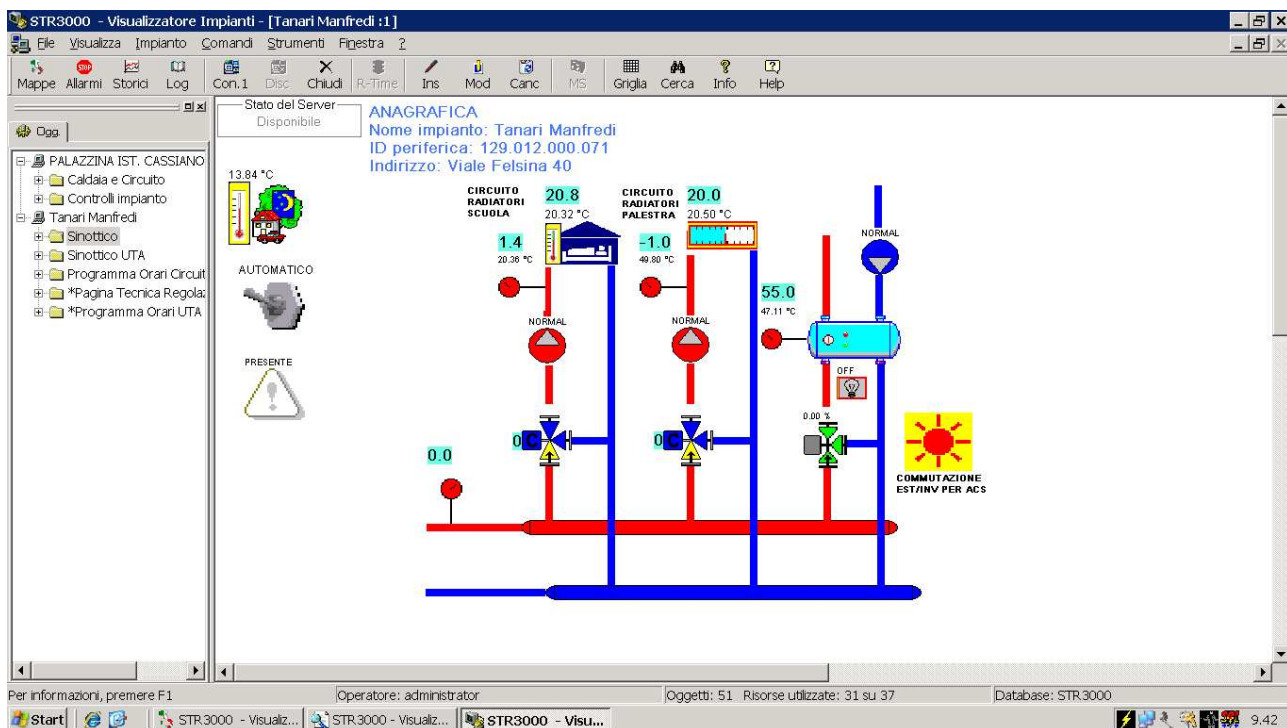 STR3000 - Visualizzatore Impianti - [Tanari Manfredi :1]
File Visualizza Impianto Comandi Strumenti Finestra ?
Mappe Allarmi Storici Log Con.1 Disc Chiudi R-Time Ins Mod Canc MS Griglia Cerca Info Help
Ogg.
PALAZZINA IST. CASSIANO
Caldaia e Circuito
Controlli impianto
Tanari Manfredi
Sinottico
Sinottico UTA
Programma Orari Circuit
*Pagina Tecnica Regolaz
*Programma Orari UTA
Stato del Server
Disponibile
ANAGRAFICA
Nome impianto: Tanari Manfredi
ID periferica: 129.012.000.071
Indirizzo: Viale Felsina 40
13.84 °C
AUTOMATICO
PRESENTE
CIRCUITO
RADIATORI
SCUOLA
20.8
20.32 °C
1.4
20.36 °C
NORMAL
0 C
CIRCUITO
RADIATORI
PALESTRA
20.0
20.50 °C
-1.0
49.80 °C
NORMAL
0 C
NORMAL
55.0
47.11 °C
OFF
0.00 %
COMMUTAZIONE
EST/INV PER ACS
0.0
Per informazioni, premere F1
Operatore: administrator
Oggetti: 51 Risorse utilizzate: 31 su 37
Database: STR3000
Start
STR3000 - Visualiz...
STR3000 - Visualiz...
STR3000 - Visu...
9.42